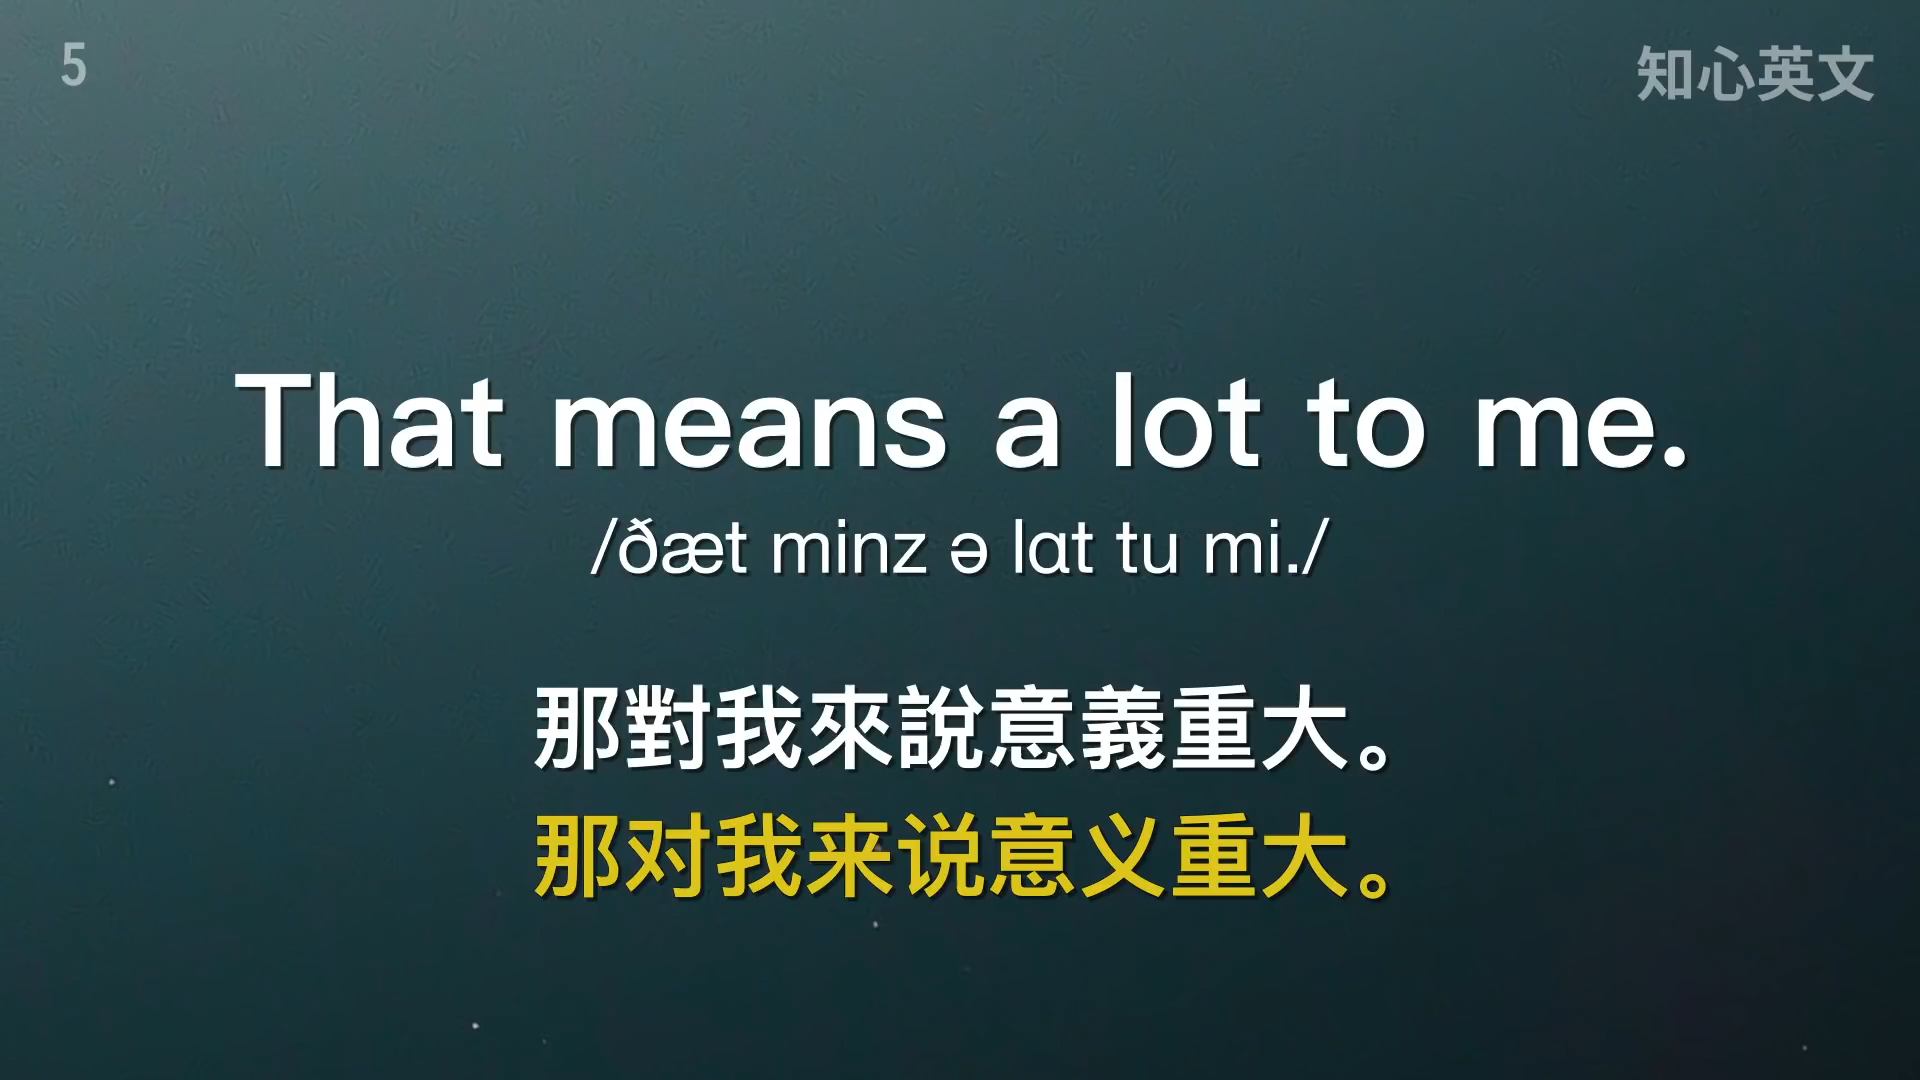 5
知心英文
That means a lot to me.
/ðæt minz ə lɑt tu mi./
那對我來說意義重大。
那对我来说意义重大。